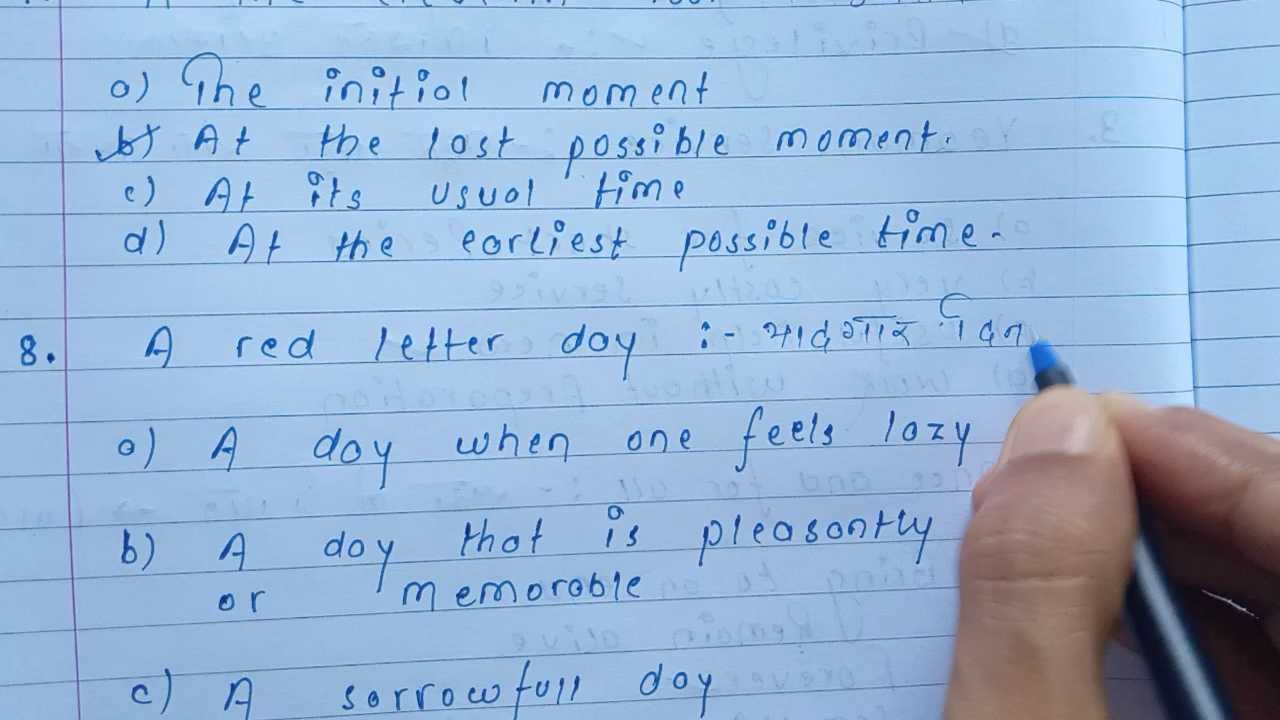 a) The initial moment
b) At the last possible moment.
c) At its usual time
d) At the earliest possible time.
8. A red letter day :- यादगार दिन
a) A day when one feels lazy
b) A day that is pleasantly
or memorable
c) A sorrowfull day